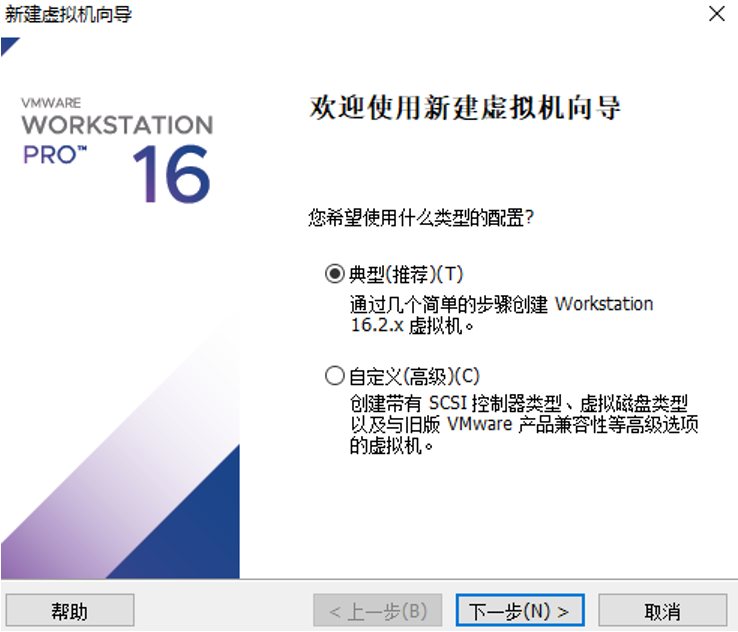 新建虚拟机向导
VMWARE
WORKSTATION
PRO™ 16
欢迎使用新建虚拟机向导
您希望使用什么类型的配置?
典型(推荐)(T)
通过几个简单的步骤创建 Workstation
16.2.x 虚拟机。
自定义(高级)(C)
创建带有 SCSI 控制器类型、虚拟磁盘类型
以及与旧版 VMware 产品兼容性等高级选项
的虚拟机。
帮助
< 上一步(B)
下一步(N) >
取消